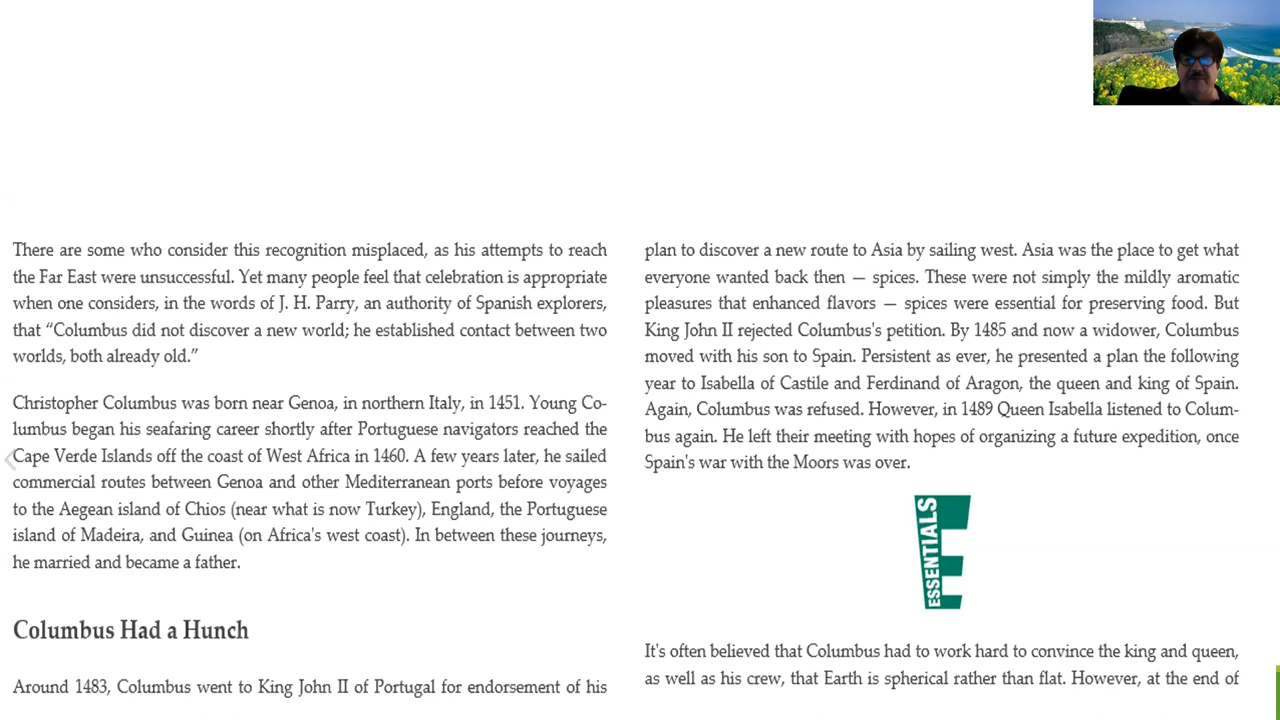 There are some who consider this recognition misplaced, as his attempts to reach
the Far East were unsuccessful. Yet many people feel that celebration is appropriate
when one considers, in the words of J. H. Parry, an authority of Spanish explorers,
that “Columbus did not discover a new world; he established contact between two
worlds, both already old.”
Christopher Columbus was born near Genoa, in northern Italy, in 1451. Young Co-
lumbus began his seafaring career shortly after Portuguese navigators reached the
Cape Verde Islands off the coast of West Africa in 1460. A few years later, he sailed
commercial routes between Genoa and other Mediterranean ports before voyages
to the Aegean island of Chios (near what is now Turkey), England, the Portuguese
island of Madeira, and Guinea (on Africa's west coast). In between these journeys,
he married and became a father.
Columbus Had a Hunch
Around 1483, Columbus went to King John II of Portugal for endorsement of his
plan to discover a new route to Asia by sailing west. Asia was the place to get what
everyone wanted back then — spices. These were not simply the mildly aromatic
pleasures that enhanced flavors — spices were essential for preserving food. But
King John II rejected Columbus's petition. By 1485 and now a widower, Columbus
moved with his son to Spain. Persistent as ever, he presented a plan the following
year to Isabella of Castile and Ferdinand of Aragon, the queen and king of Spain.
Again, Columbus was refused. However, in 1489 Queen Isabella listened to Colum-
bus again. He left their meeting with hopes of organizing a future expedition, once
Spain's war with the Moors was over.
ESSENTIALS
It's often believed that Columbus had to work hard to convince the king and queen,
as well as his crew, that Earth is spherical rather than flat. However, at the end of